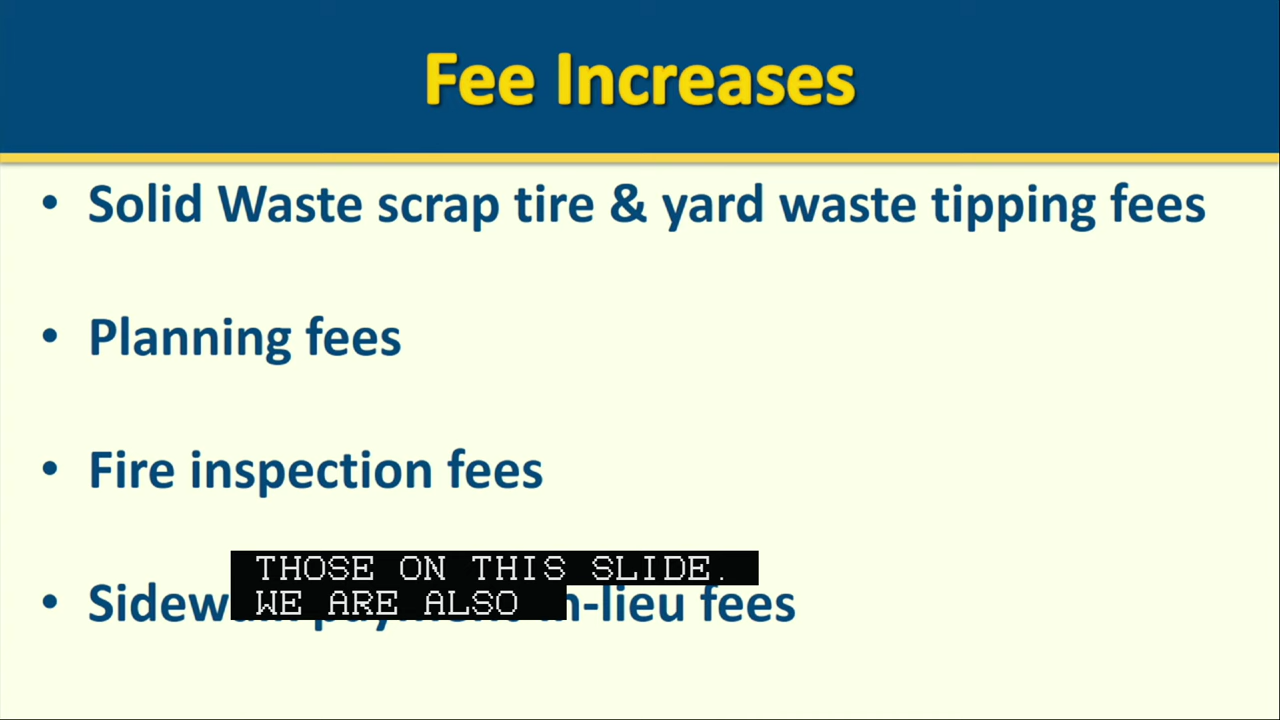 Fee Increases
• Solid Waste scrap tire & yard waste tipping fees
• Planning fees
• Fire inspection fees
THOSE ON THIS SLIDE.
WE ARE ALSO
• fees